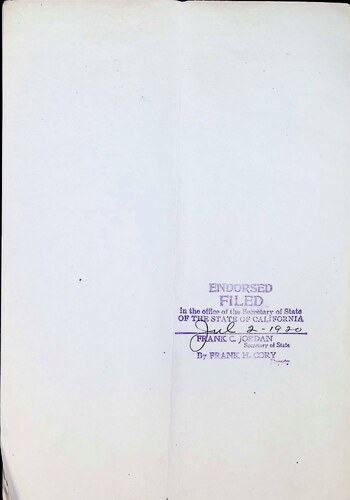 ENDORSED
FILED
In the office of the Secretary of State
OF THE STATE OF CALIFORNIA
Jul 2-1920
FRANK C. JORDAN
Secretary of State
By FRANK H. CORY
Deputy